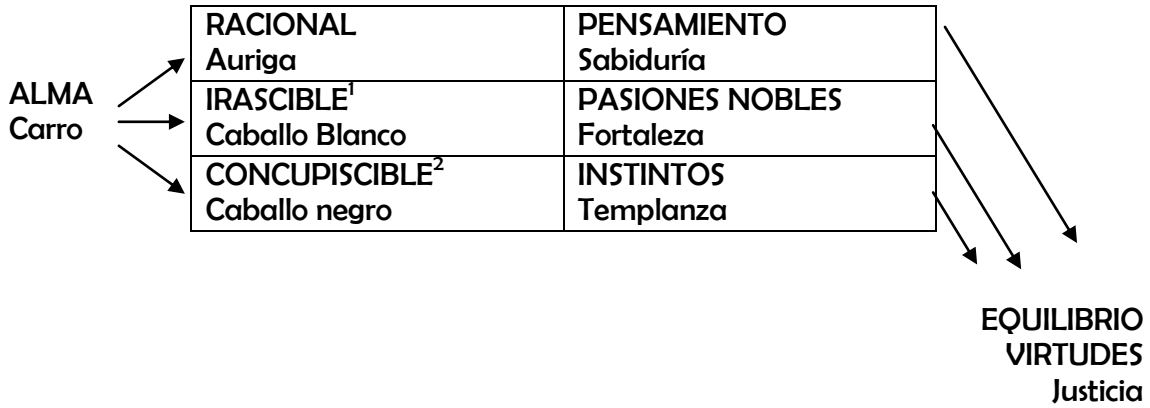 ALMA
Carro
RACIONAL
Auriga
PENSAMIENTO
Sabiduría
IRASCIBLE¹
Caballo Blanco
PASIONES NOBLES
Fortaleza
CONCUPISCIBLE²
Caballo negro
INSTINTOS
Templanza
EQUILIBRIO
VIRTUDES
Justicia